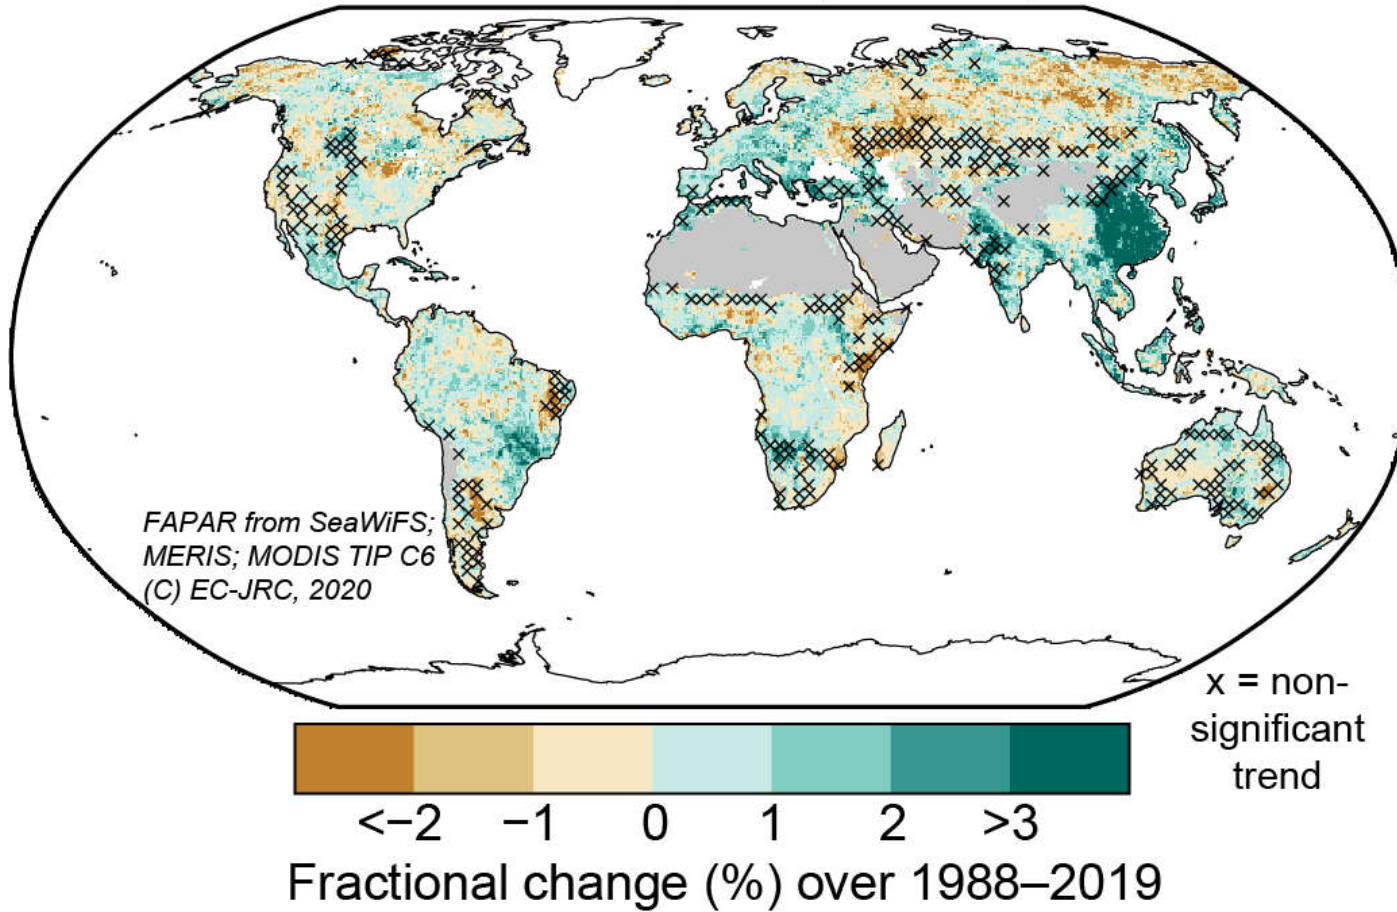 FAPAR from SeaWiFS;
MERIS; MODIS TIP C6
(C) EC-JRC, 2020
x = non-
significant
trend
<−2 −1 0 1 2 >3
Fractional change (%) over 1988–2019